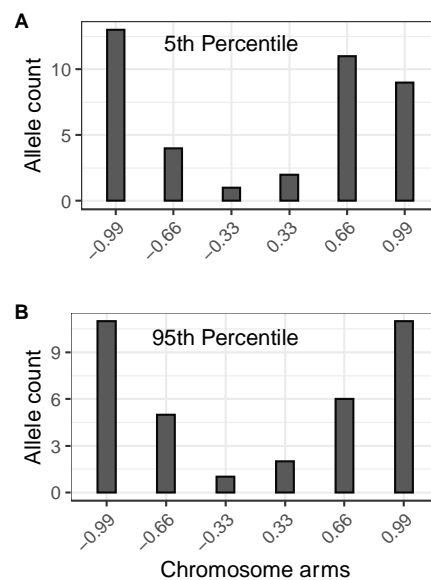 A
5th Percentile
Allele count
10
5
0
−0.99
−0.66
−0.33
0.33
0.66
0.99
B
95th Percentile
Allele count
9
6
3
0
−0.99
−0.66
−0.33
0.33
0.66
0.99
Chromosome arms